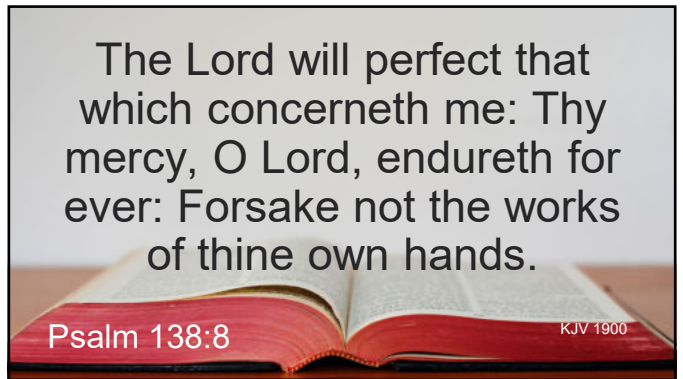 The Lord will perfect that
which concerneth me: Thy
mercy, O Lord, endureth for
ever: Forsake not the works
of thine own hands.
Psalm 138:8
KJV 1900